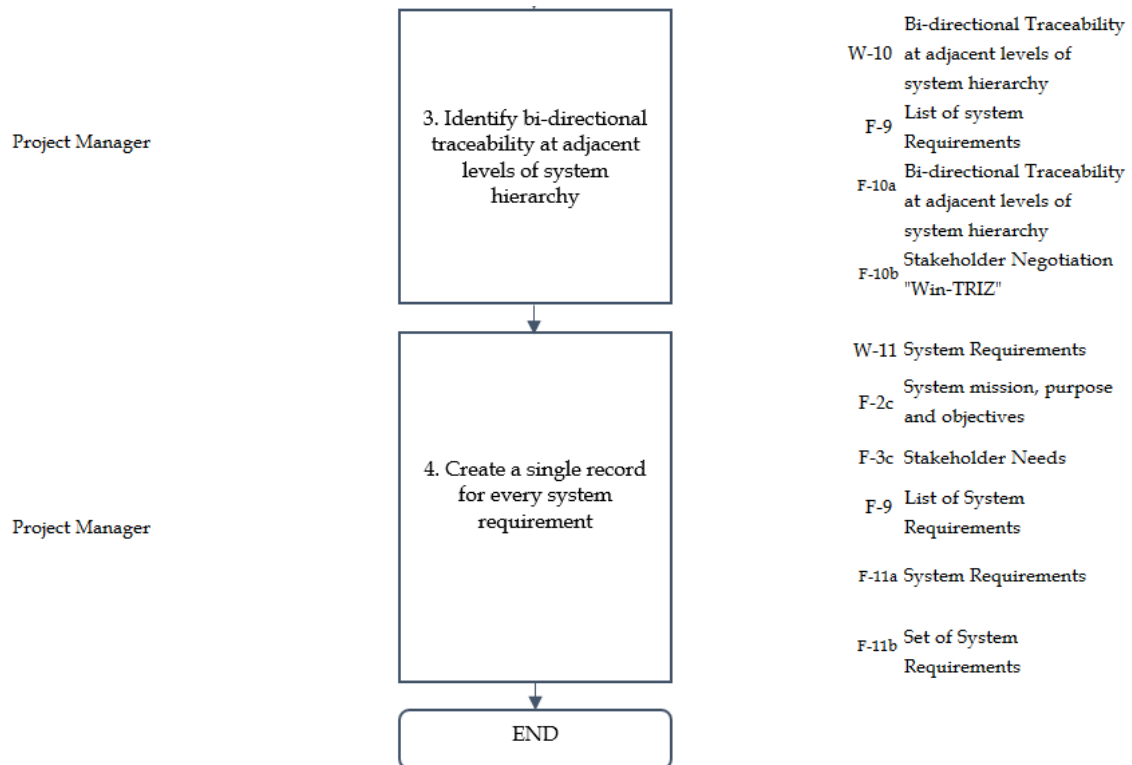 Project Manager
3. Identify bi-directional
traceability at adjacent
levels of system
hierarchy
W-10
Bi-directional Traceability
at adjacent levels of
system hierarchy
F-9
List of system
Requirements
F-10a
Bi-directional Traceability
at adjacent levels of
system hierarchy
F-10b
Stakeholder Negotiation
"Win-TRIZ"
Project Manager
4. Create a single record
for every system
requirement
W-11 System Requirements
F-2c
System mission, purpose
and objectives
F-3c Stakeholder Needs
F-9
List of System
Requirements
F-11a System Requirements
F-11b
Set of System
Requirements
END